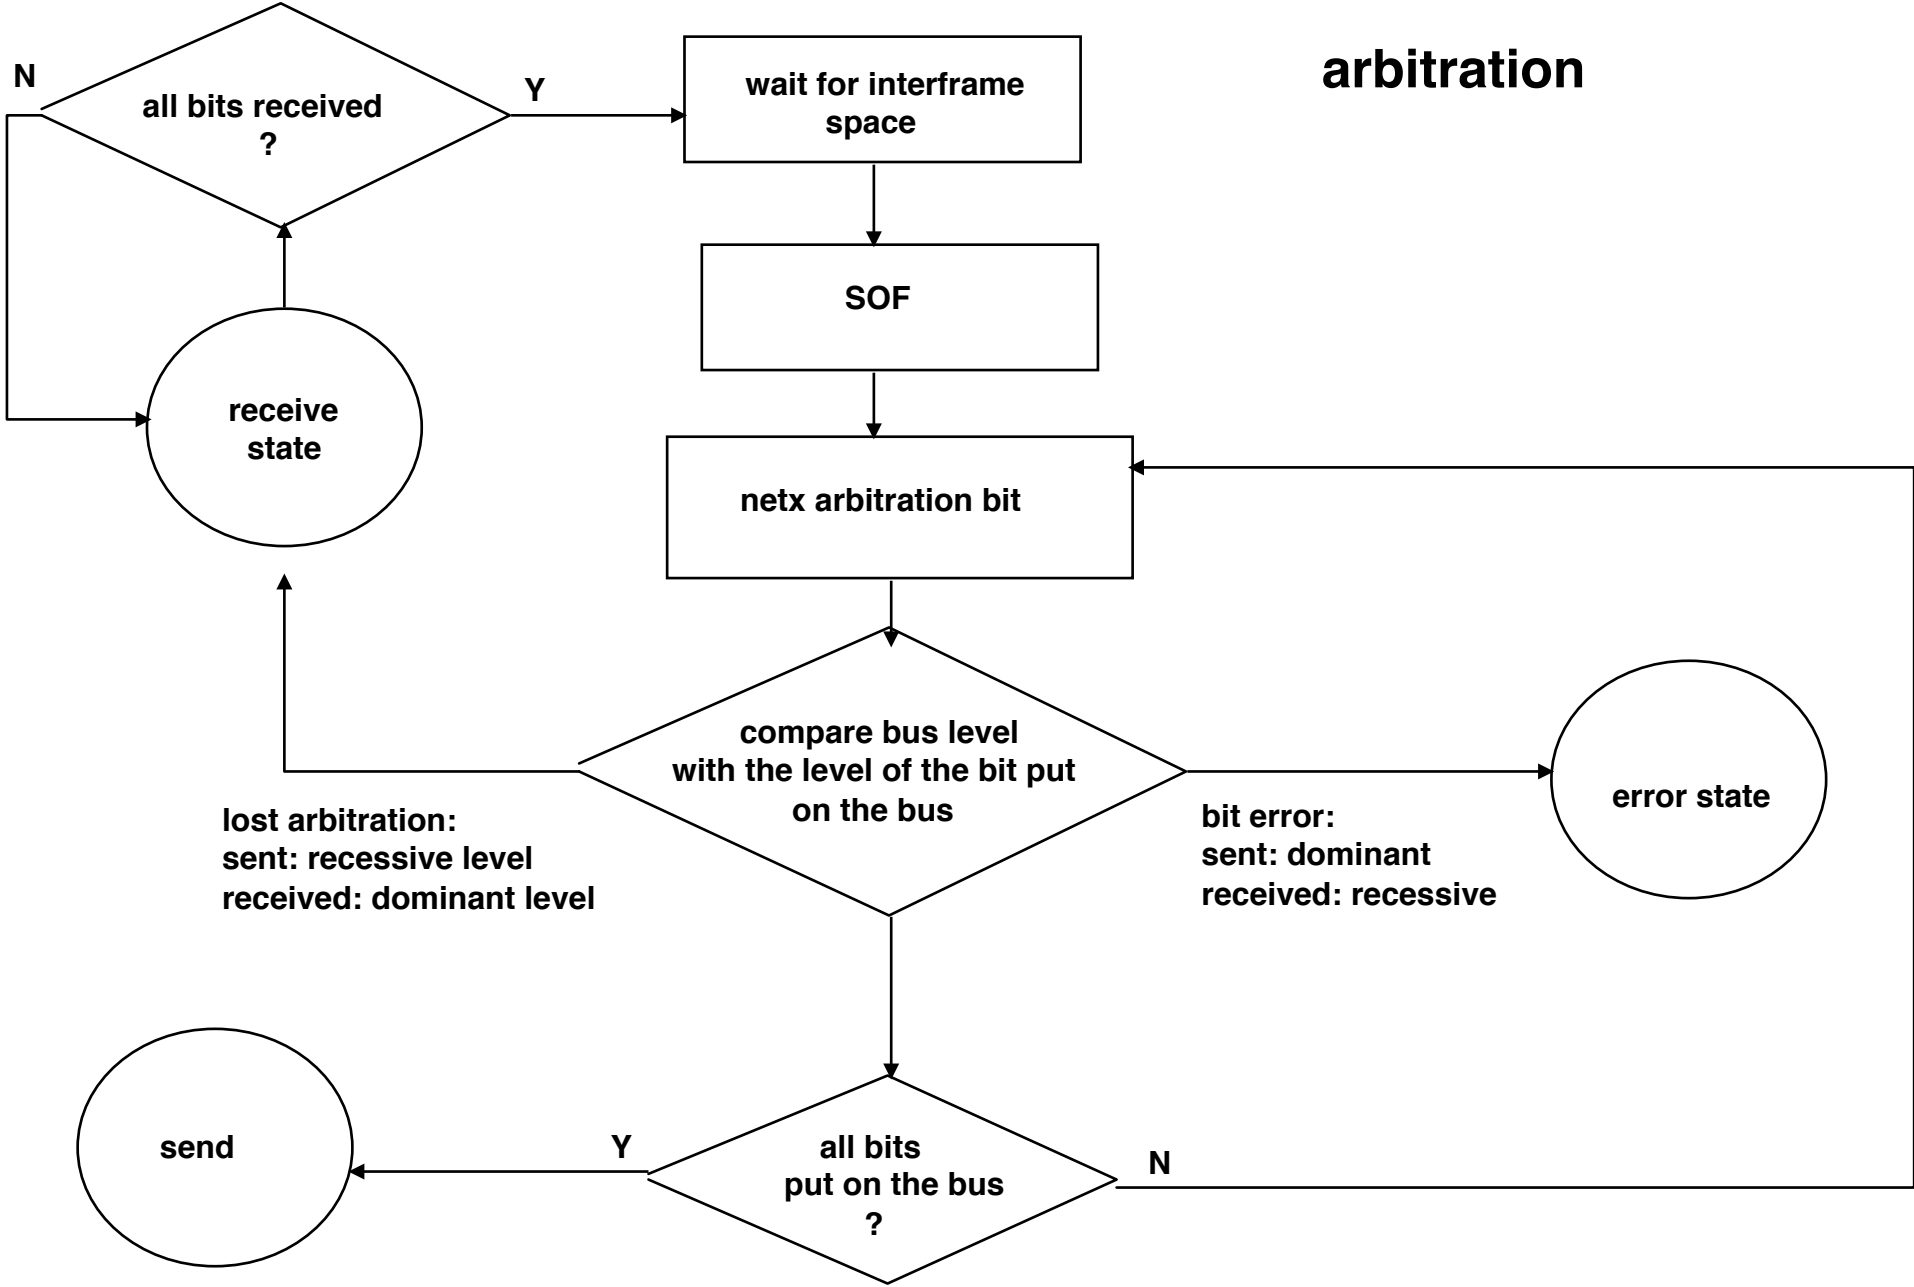 arbitration
N
all bits received
?
Y
wait for interframe
space
SOF
receive
state
netx arbitration bit
compare bus level
with the level of the bit put
on the bus
lost arbitration:
sent: recessive level
received: dominant level
bit error:
sent: dominant
received: recessive
error state
send
Y
all bits
put on the bus
?
N